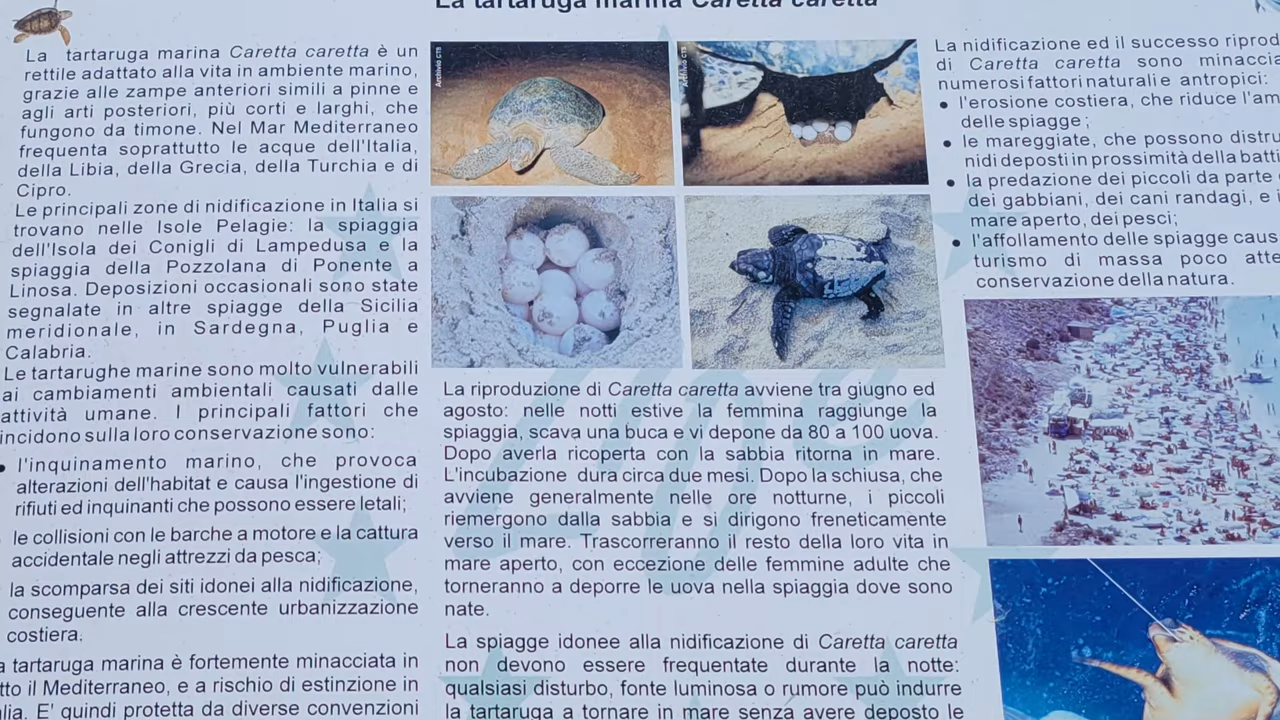 La tartaruga marina Caretta caretta
La tartaruga marina Caretta caretta è un
rettile adattato alla vita in ambiente marino,
grazie alle zampe anteriori simili a pinne e
agli arti posteriori, più corti e larghi, che
fungono da timone. Nel Mar Mediterraneo
frequenta soprattutto le acque dell'Italia,
della Libia, della Grecia, della Turchia e di
Cipro.
Le principali zone di nidificazione in Italia si
trovano nelle Isole Pelagie: la spiaggia
dell'Isola dei Conigli di Lampedusa e la
spiaggia della Pozzolana di Ponente a
Linosa. Deposizioni occasionali sono state
segnalate in altre spiagge della Sicilia
meridionale, in Sardegna, Puglia e
Calabria.
Le tartarughe marine sono molto vulnerabili
ai cambiamenti ambientali causati dalle
attività umane. I principali fattori che
incidono sulla loro conservazione sono:
• l'inquinamento marino, che provoca
alterazioni dell'habitat e causa l'ingestione di
rifiuti ed inquinanti che possono essere letali;
le collisioni con le barche a motore e la cattura
accidentale negli attrezzi da pesca;
la scomparsa dei siti idonei alla nidificazione,
conseguente alla crescente urbanizzazione
costiera.
a tartaruga marina è fortemente minacciata in
tto il Mediterraneo, e a rischio di estinzione in
lia. E' quindi protetta da diverse convenzioni
Archivio CTS
Archivio CTS
La riproduzione di Caretta caretta avviene tra giugno ed
agosto: nelle notti estive la femmina raggiunge la
spiaggia, scava una buca e vi depone da 80 a 100 uova.
Dopo averla ricoperta con la sabbia ritorna in mare.
L'incubazione dura circa due mesi. Dopo la schiusa, che
avviene generalmente nelle ore notturne, i piccoli
riemergono dalla sabbia e si dirigono freneticamente
verso il mare. Trascorreranno il resto della loro vita in
mare aperto, con eccezione delle femmine adulte che
torneranno a deporre le uova nella spiaggia dove sono
nate.
La spiagge idonee alla nidificazione di Caretta caretta
non devono essere frequentate durante la notte:
qualsiasi disturbo, fonte luminosa o rumore può indurre
la tartaruga a tornare in mare senza avere deposto le
La nidificazione ed il successo riprod
di Caretta caretta sono minaccia
numerosi fattori naturali e antropici:
• l'erosione costiera, che riduce l'am
delle spiagge;
• le mareggiate, che possono distru
nidi deposti in prossimità della batti
• la predazione dei piccoli da parte
dei gabbiani, dei cani randagi, e i
mare aperto, dei pesci;
• l'affollamento delle spiagge caus
turismo di massa poco atte
conservazione della natura.